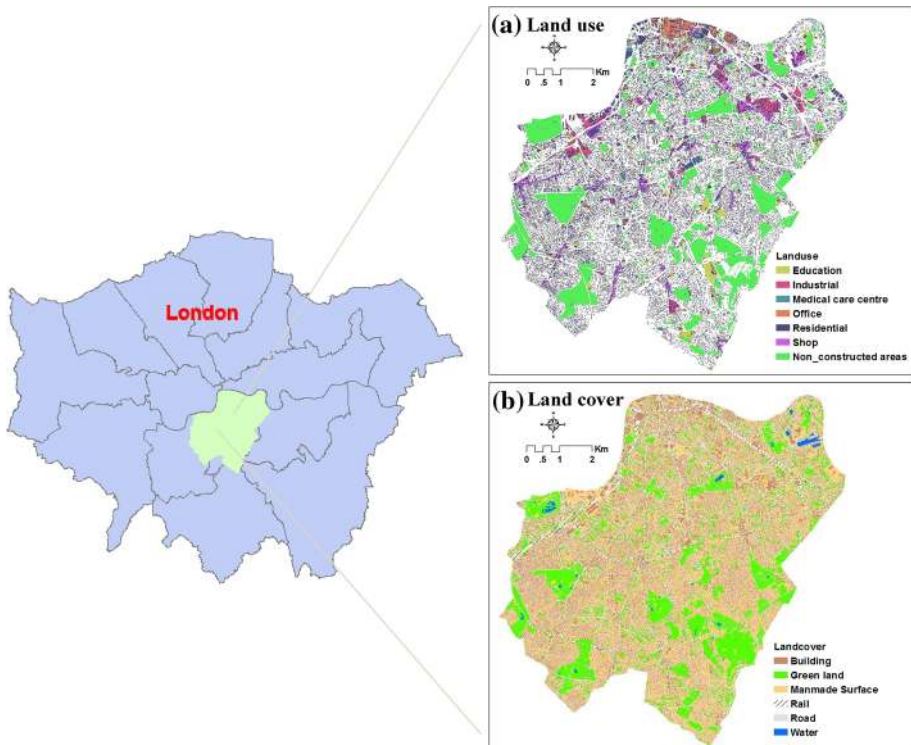 London
(a) Land use
0 .5 1 2 Km
Landuse
Education
Industrial
Medical care centre
Office
Residential
Shop
Non_constructed areas
(b) Land cover
0 .5 1 2 Km
Landcover
Building
Green land
Manmade Surface
Rail
Road
Water